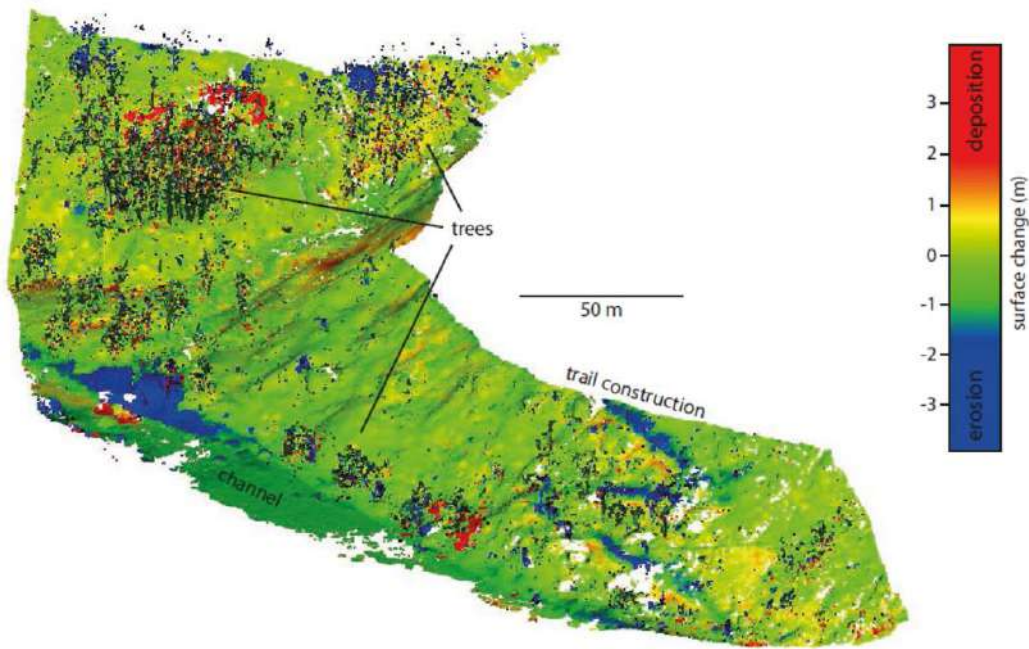 trees
50 m
trail construction
channel
deposition
3
2
1
0
-1
-2
-3
erosion
surface change (m)